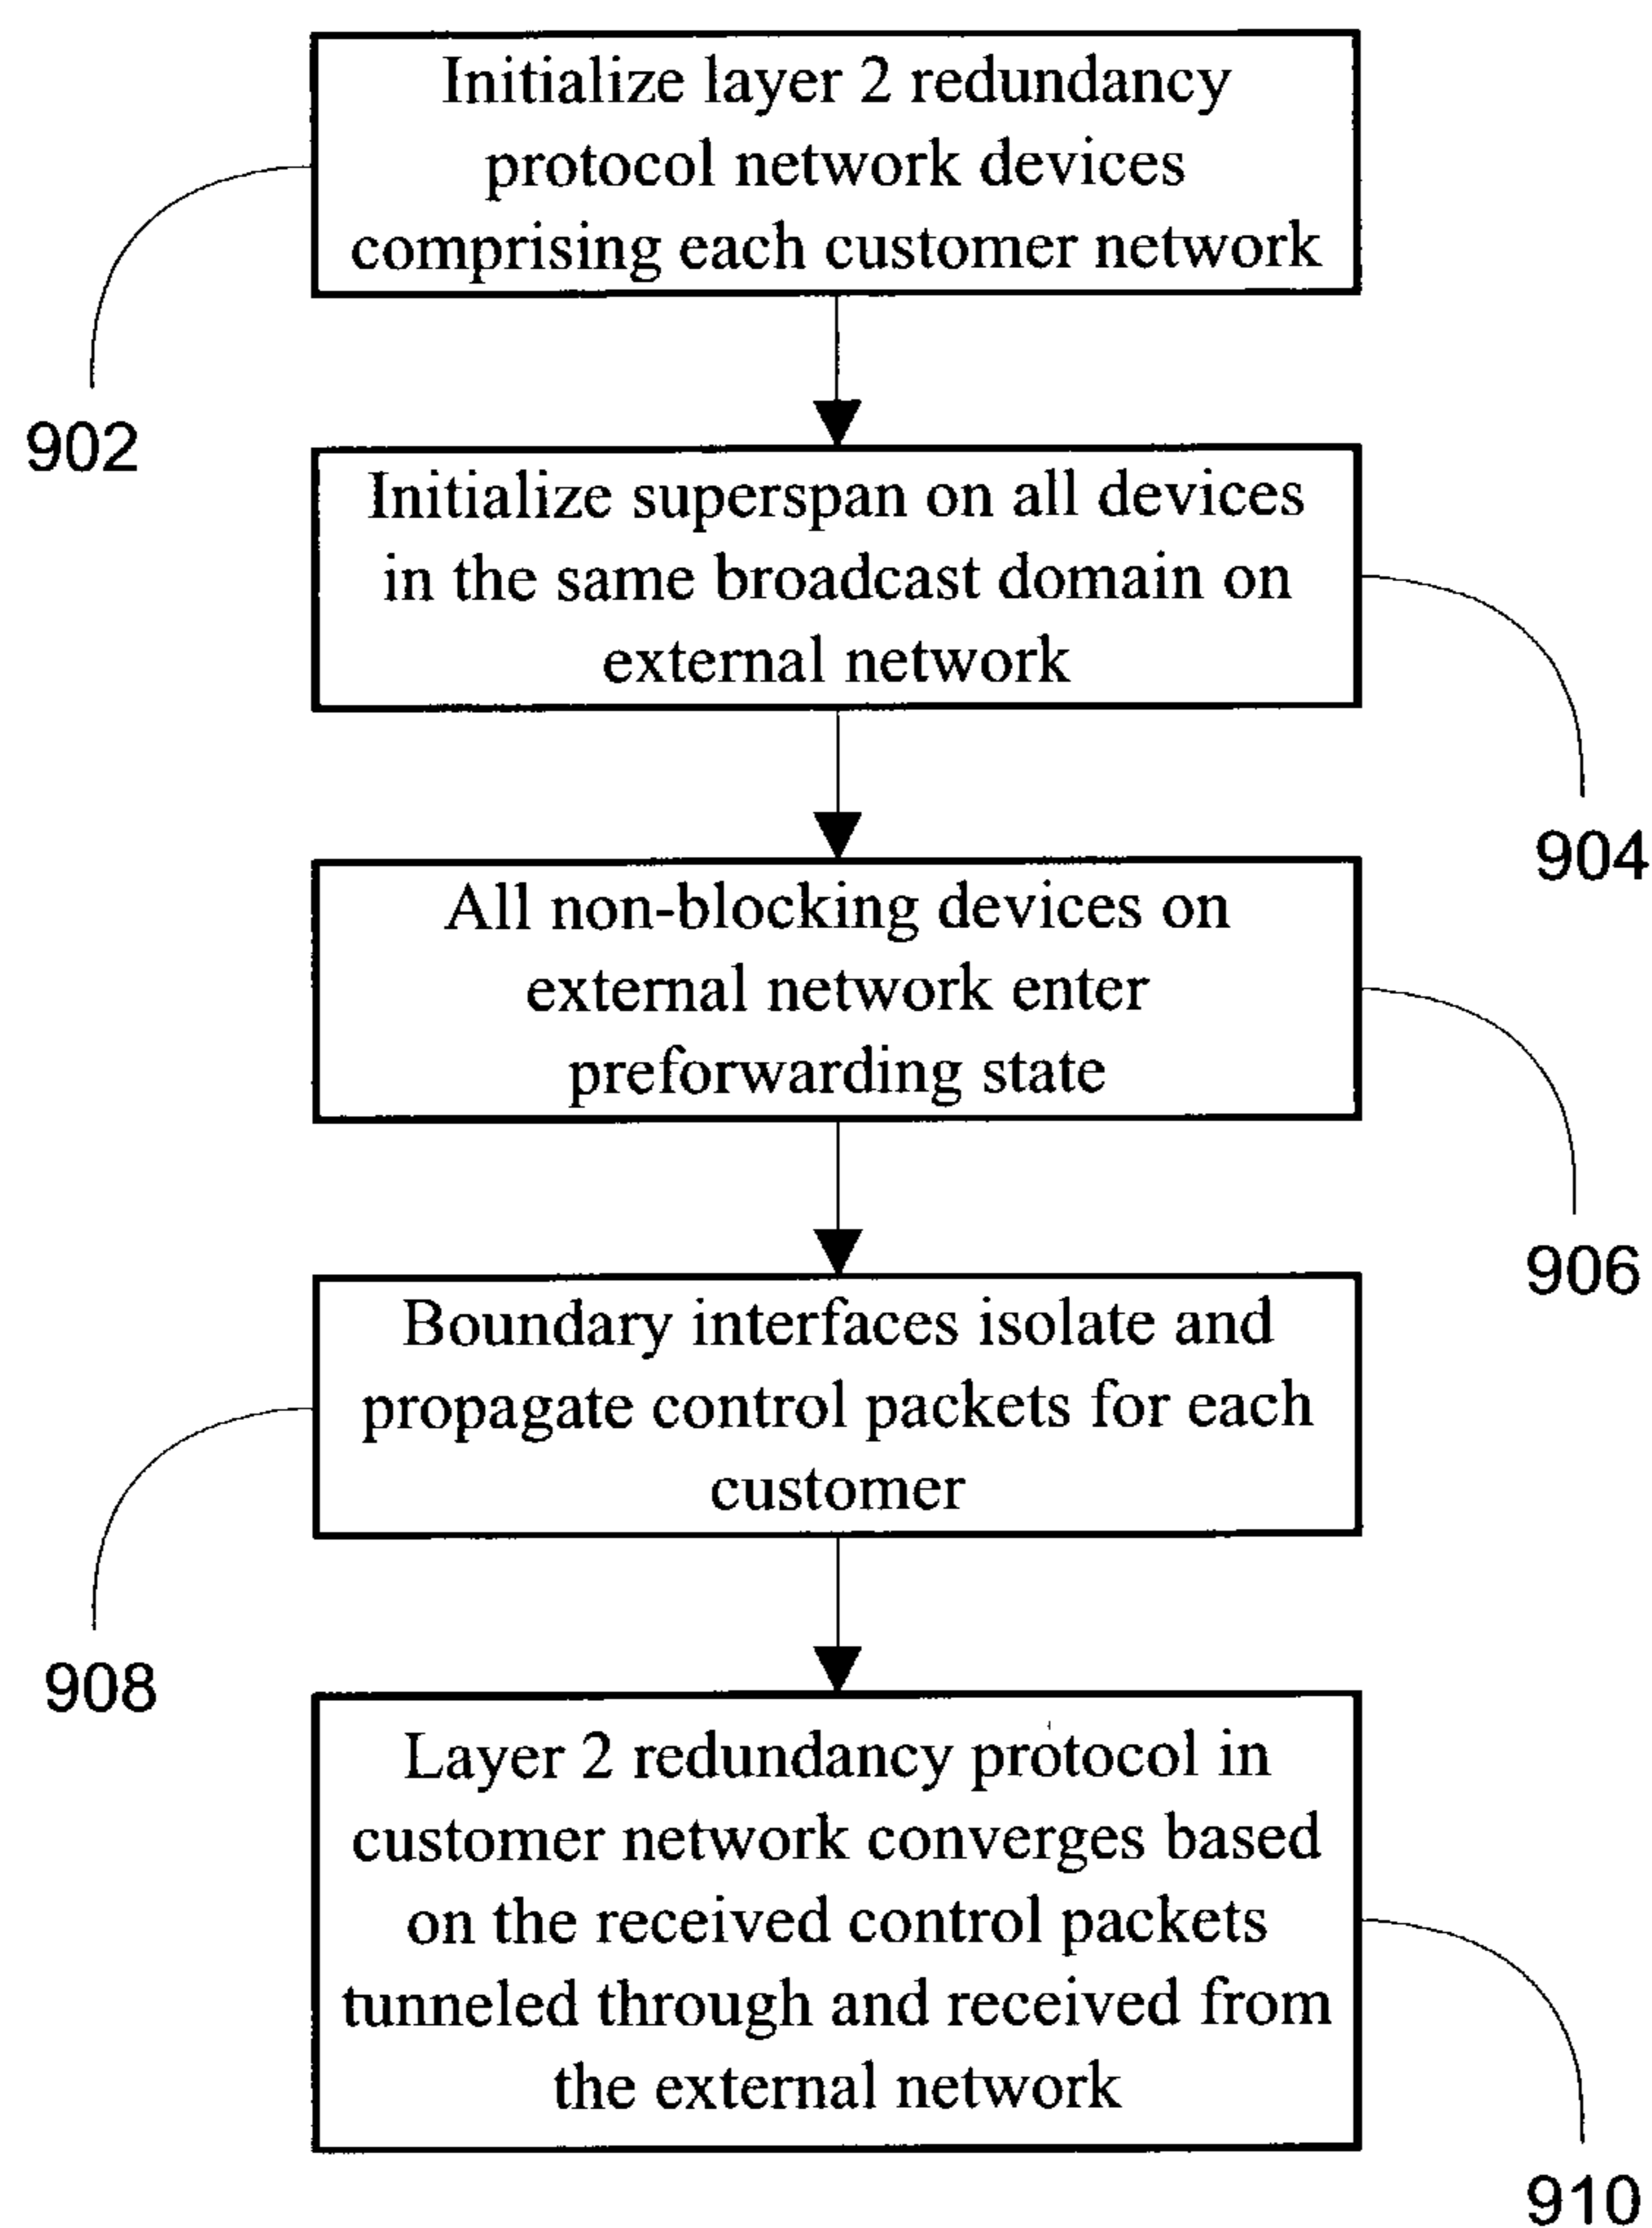 Initialize layer 2 redundancy
protocol network devices
comprising each customer network
902
Initialize superspan on all devices
in the same broadcast domain on
external network
904
All non-blocking devices on
external network enter
preforwarding state
906
Boundary interfaces isolate and
propagate control packets for each
customer
908
Layer 2 redundancy protocol in
customer network converges based
on the received control packets
tunneled through and received from
the external network
910